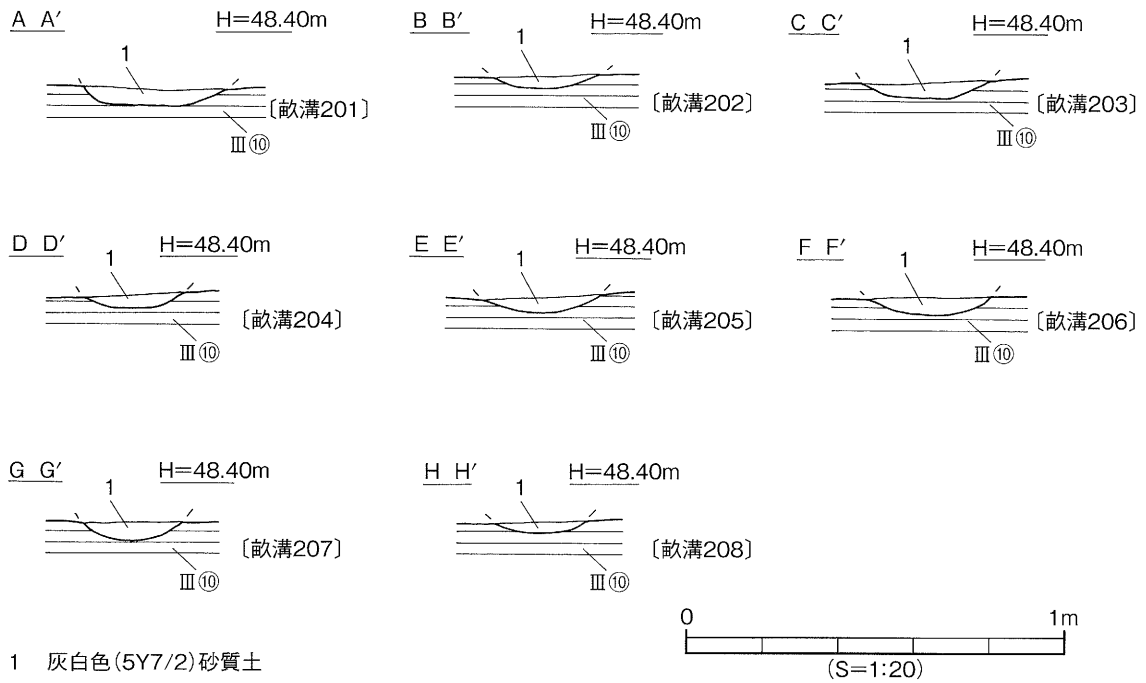 A A′ H=48.40m
1
〔畝溝201〕
Ⅲ⑩
B B′ H=48.40m
1
〔畝溝202〕
Ⅲ⑩
C C′ H=48.40m
1
〔畝溝203〕
Ⅲ⑩
D D′ H=48.40m
1
〔畝溝204〕
Ⅲ⑩
E E′ H=48.40m
1
〔畝溝205〕
Ⅲ⑩
F F′ H=48.40m
1
〔畝溝206〕
Ⅲ⑩
G G′ H=48.40m
1
〔畝溝207〕
Ⅲ⑩
H H′ H=48.40m
1
〔畝溝208〕
Ⅲ⑩
0 1m
(S=1:20)
1 灰白色(5Y7/2)砂質土